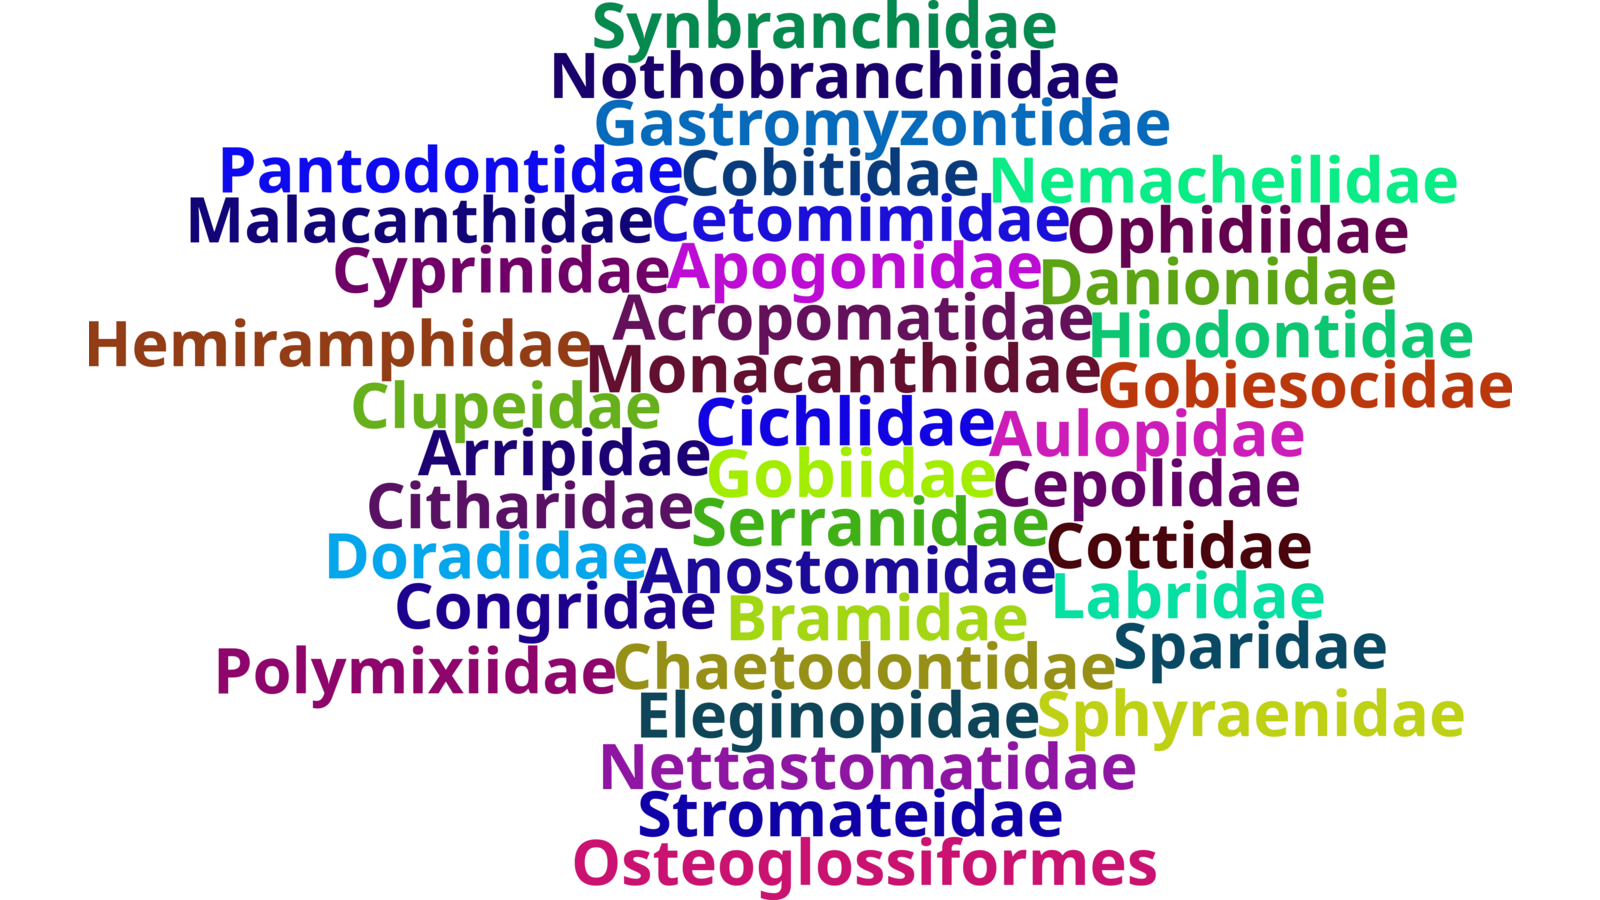 Synbranchidae
Nothobranchiidae
Gastromyzontidae
Pantodontidae Cobitidae Nemacheilidae
Malacanthidae Cetomimidae Ophidiidae
Cyprinidae Apogonidae Danionidae
Acropomatidae
Hemiramphidae Hiodontidae
Monacanthidae Gobiesocidae
Clupeidae Cichlidae Aulopidae
Arripidae Gobiidae Cepolidae
Citharidae Serranidae
Doradidae Anostomidae Cottidae
Congridae Bramidae Labridae
Sparidae
Polymixiidae Chaetodontidae
Eleginopidae Sphyraenidae
Nettastomatidae
Stromateidae
Osteoglossiformes